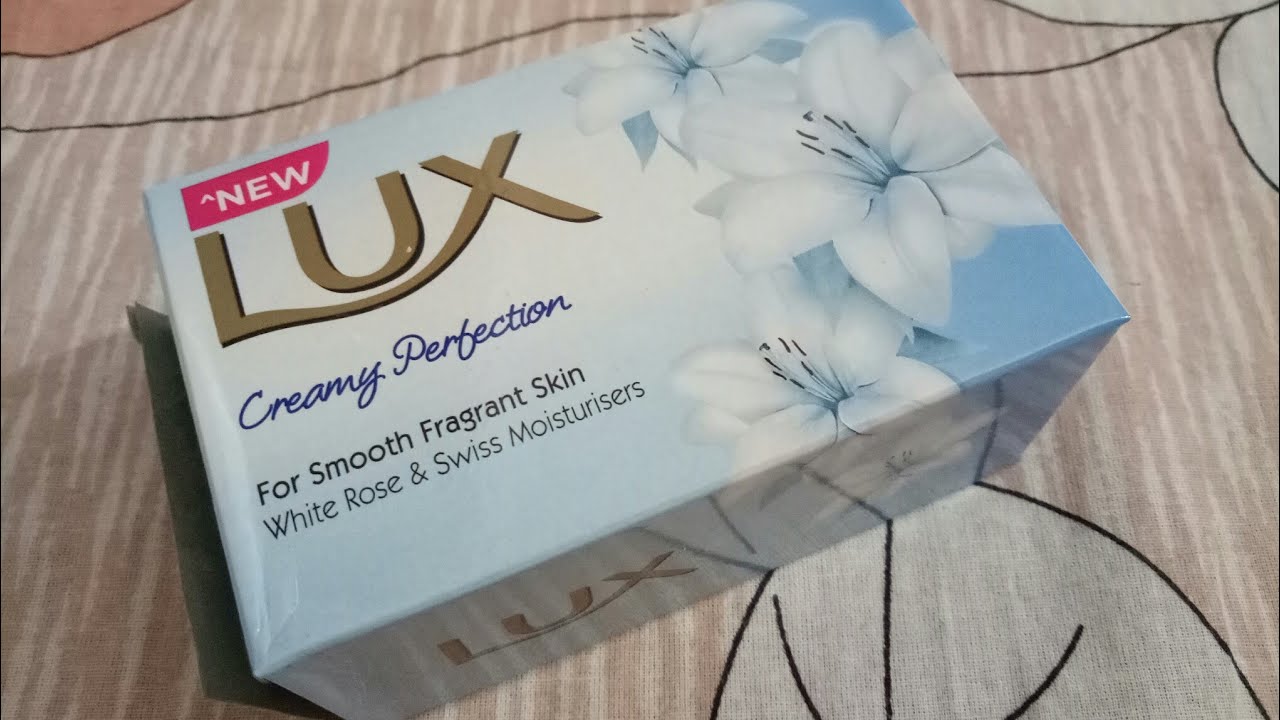 ^NEW
LUX
Creamy Perfection
For Smooth Fragrant Skin
White Rose & Swiss Moisturisers
LUX